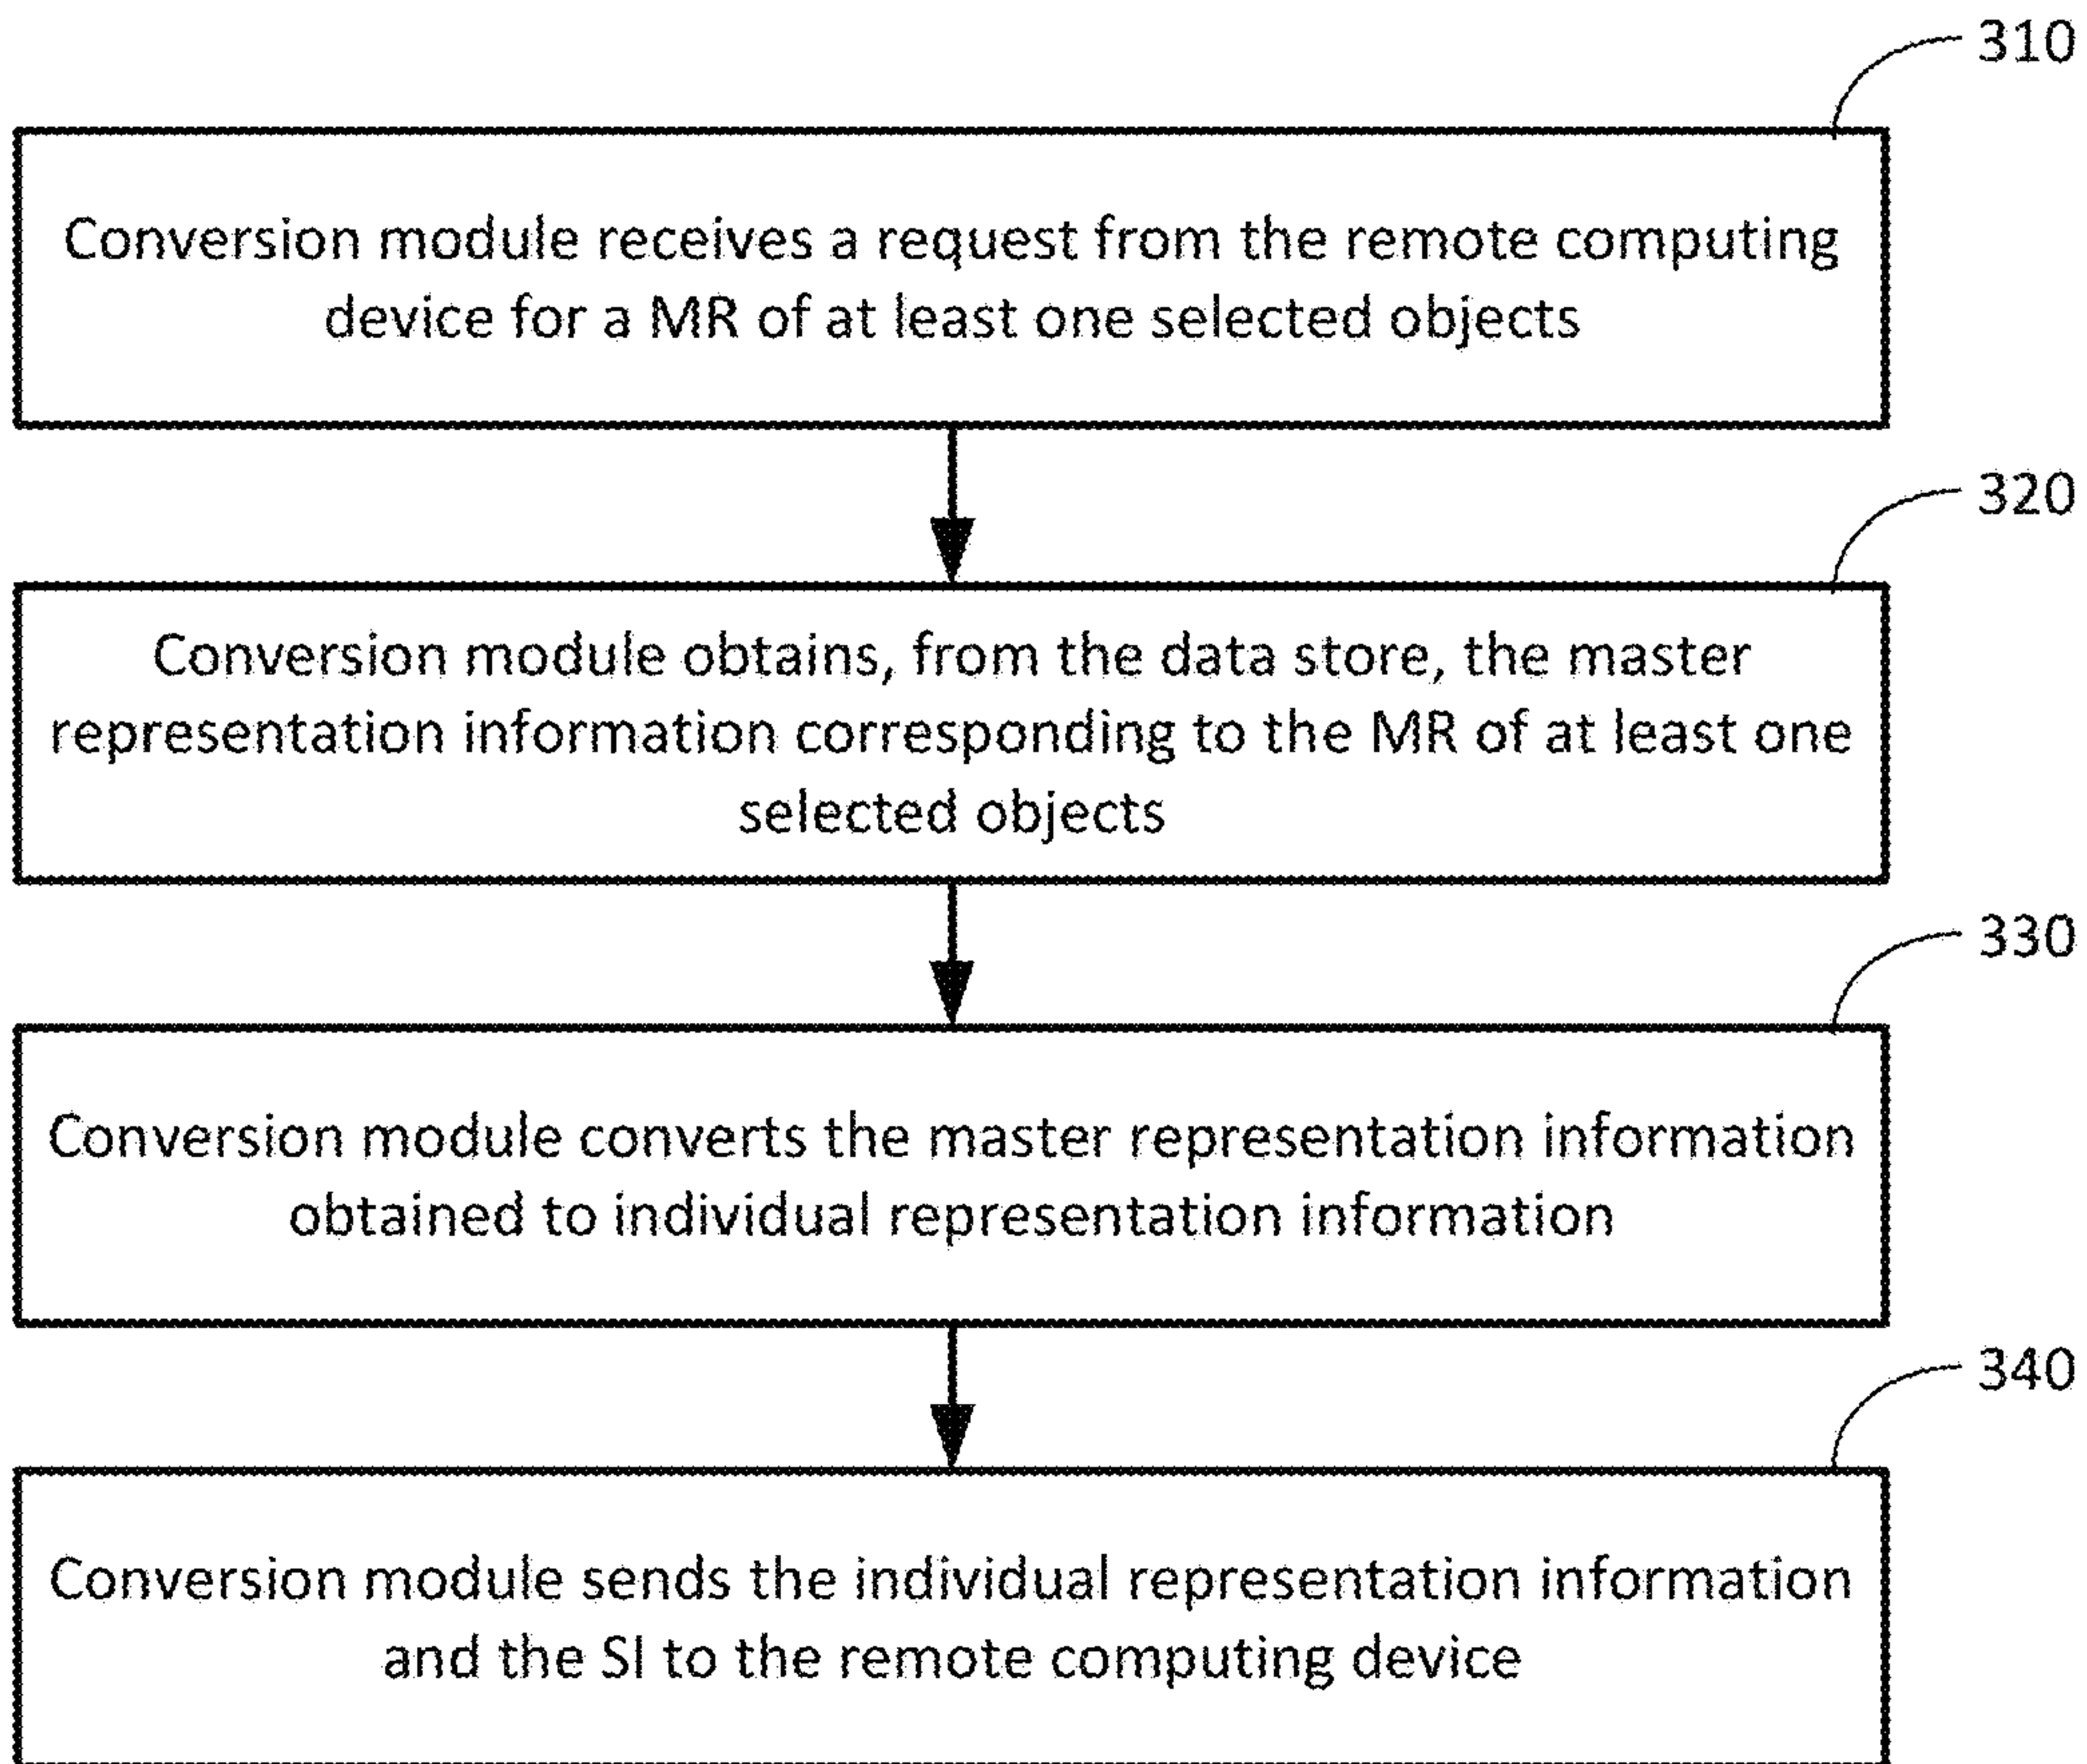 310
Conversion module receives a request from the remote computing
device for a MR of at least one selected objects
320
Conversion module obtains, from the data store, the master
representation information corresponding to the MR of at least one
selected objects
330
Conversion module converts the master representation information
obtained to individual representation information
340
Conversion module sends the individual representation information
and the SI to the remote computing device